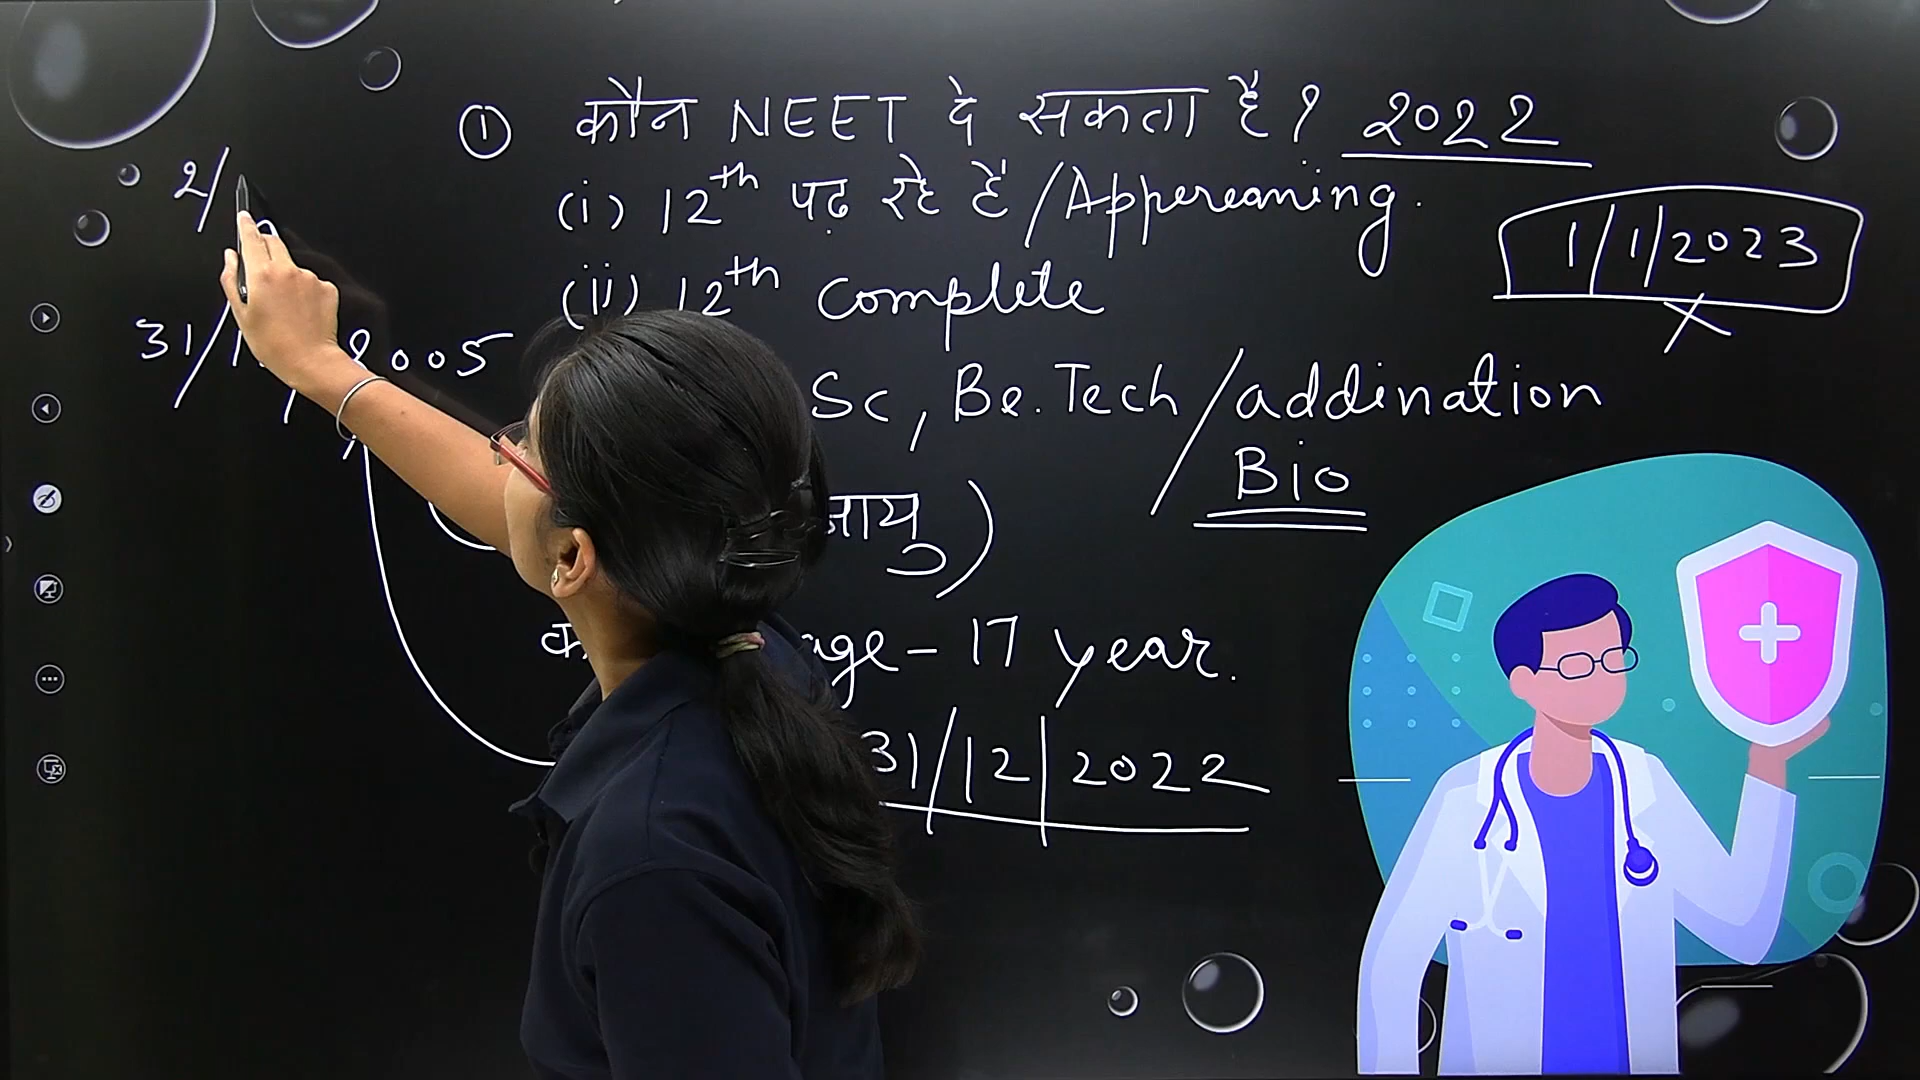 ① कौन NEET दे सकता है? 2022
2/
(i) 12th पढ़ रहे हैं /Appereaning.
1/1/2023
(ii) 12th complete
31/ 2005
Sc, Be.Tech /addination
Bio
age - 17 year.
31/12/2022